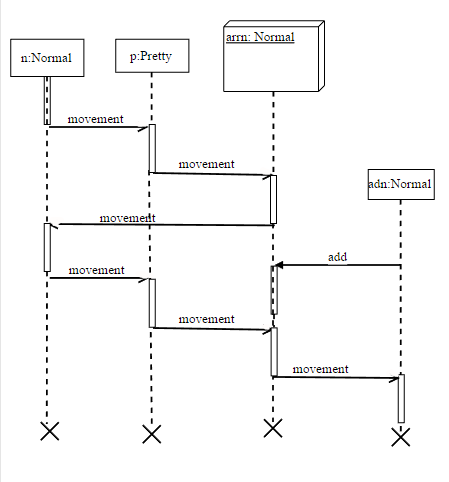 arrn: Normal
n:Normal
p:Pretty
movement
movement
adn:Normal
movement
add
movement
movement
movement